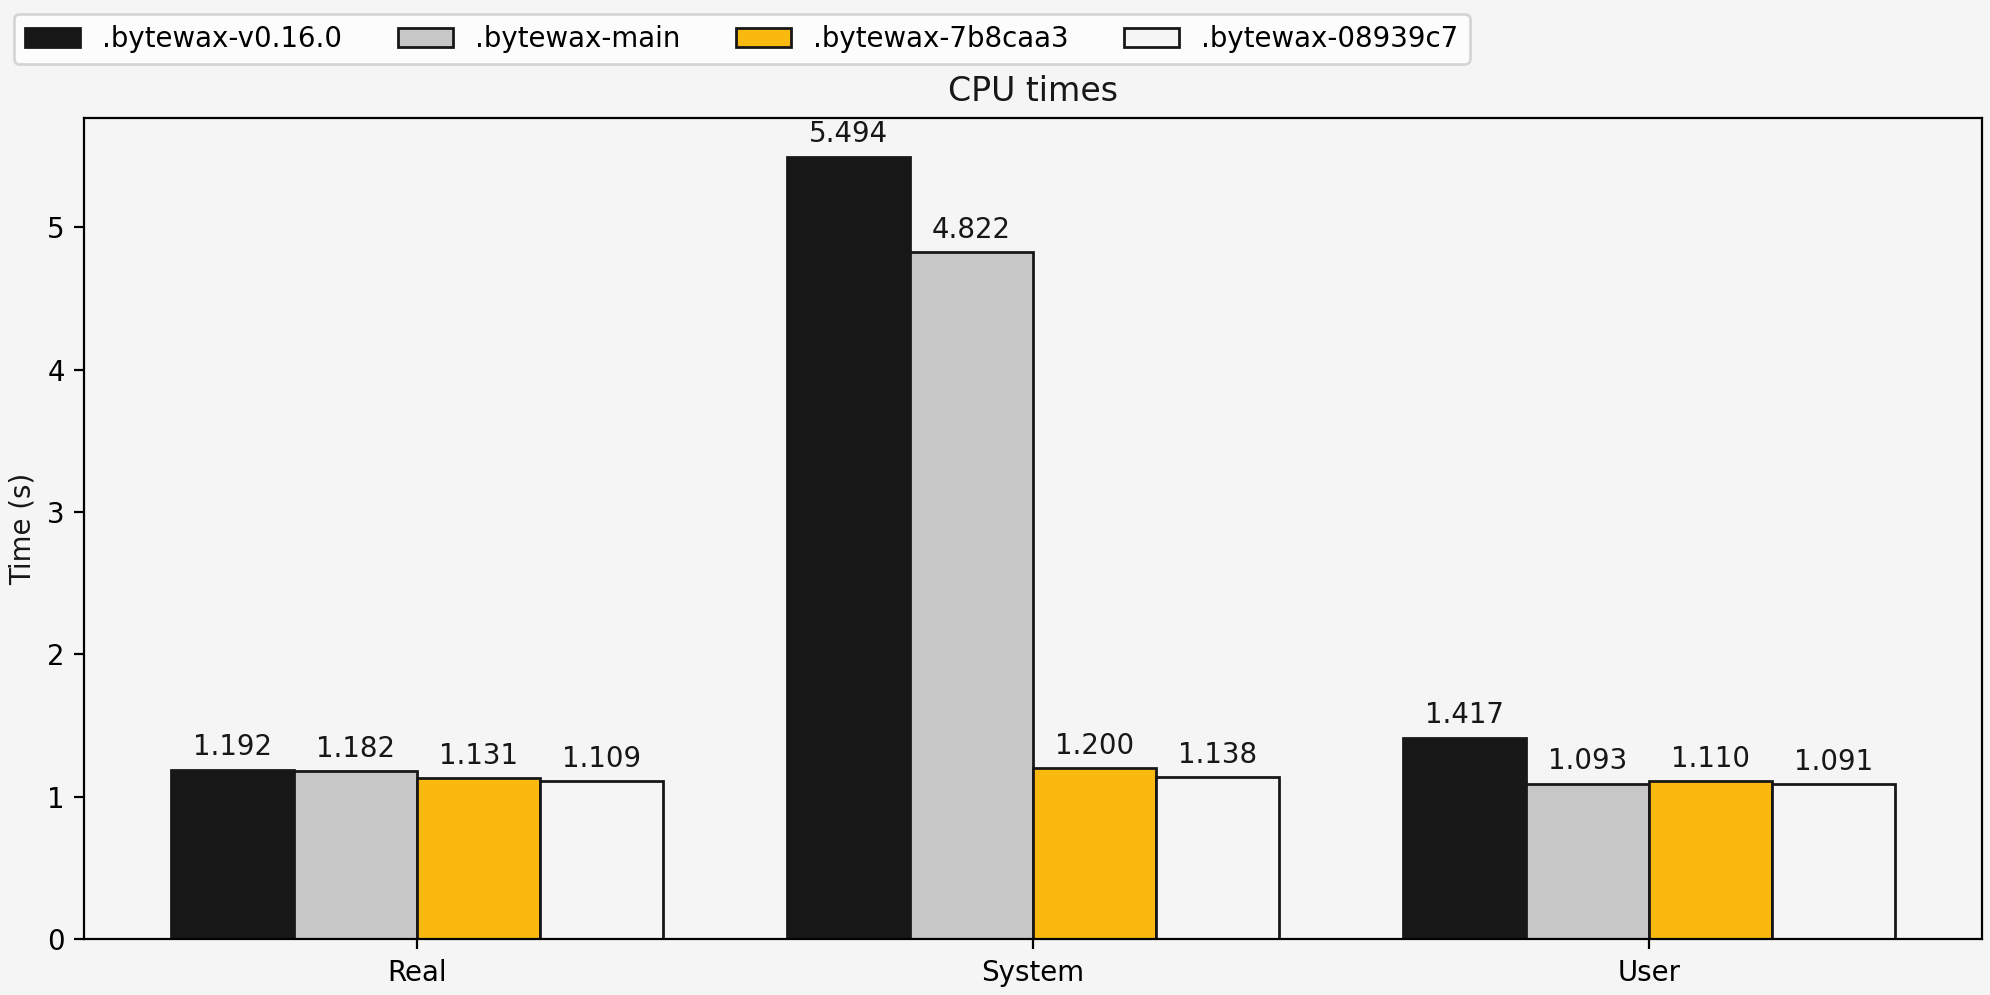 .bytewax-v0.16.0 .bytewax-main .bytewax-7b8caa3 .bytewax-08939c7
CPU times
Time (s)
5
4
3
2
1
0
1.192 1.182 1.131 1.109
5.494 4.822 1.200 1.138
1.417 1.093 1.110 1.091
Real System User